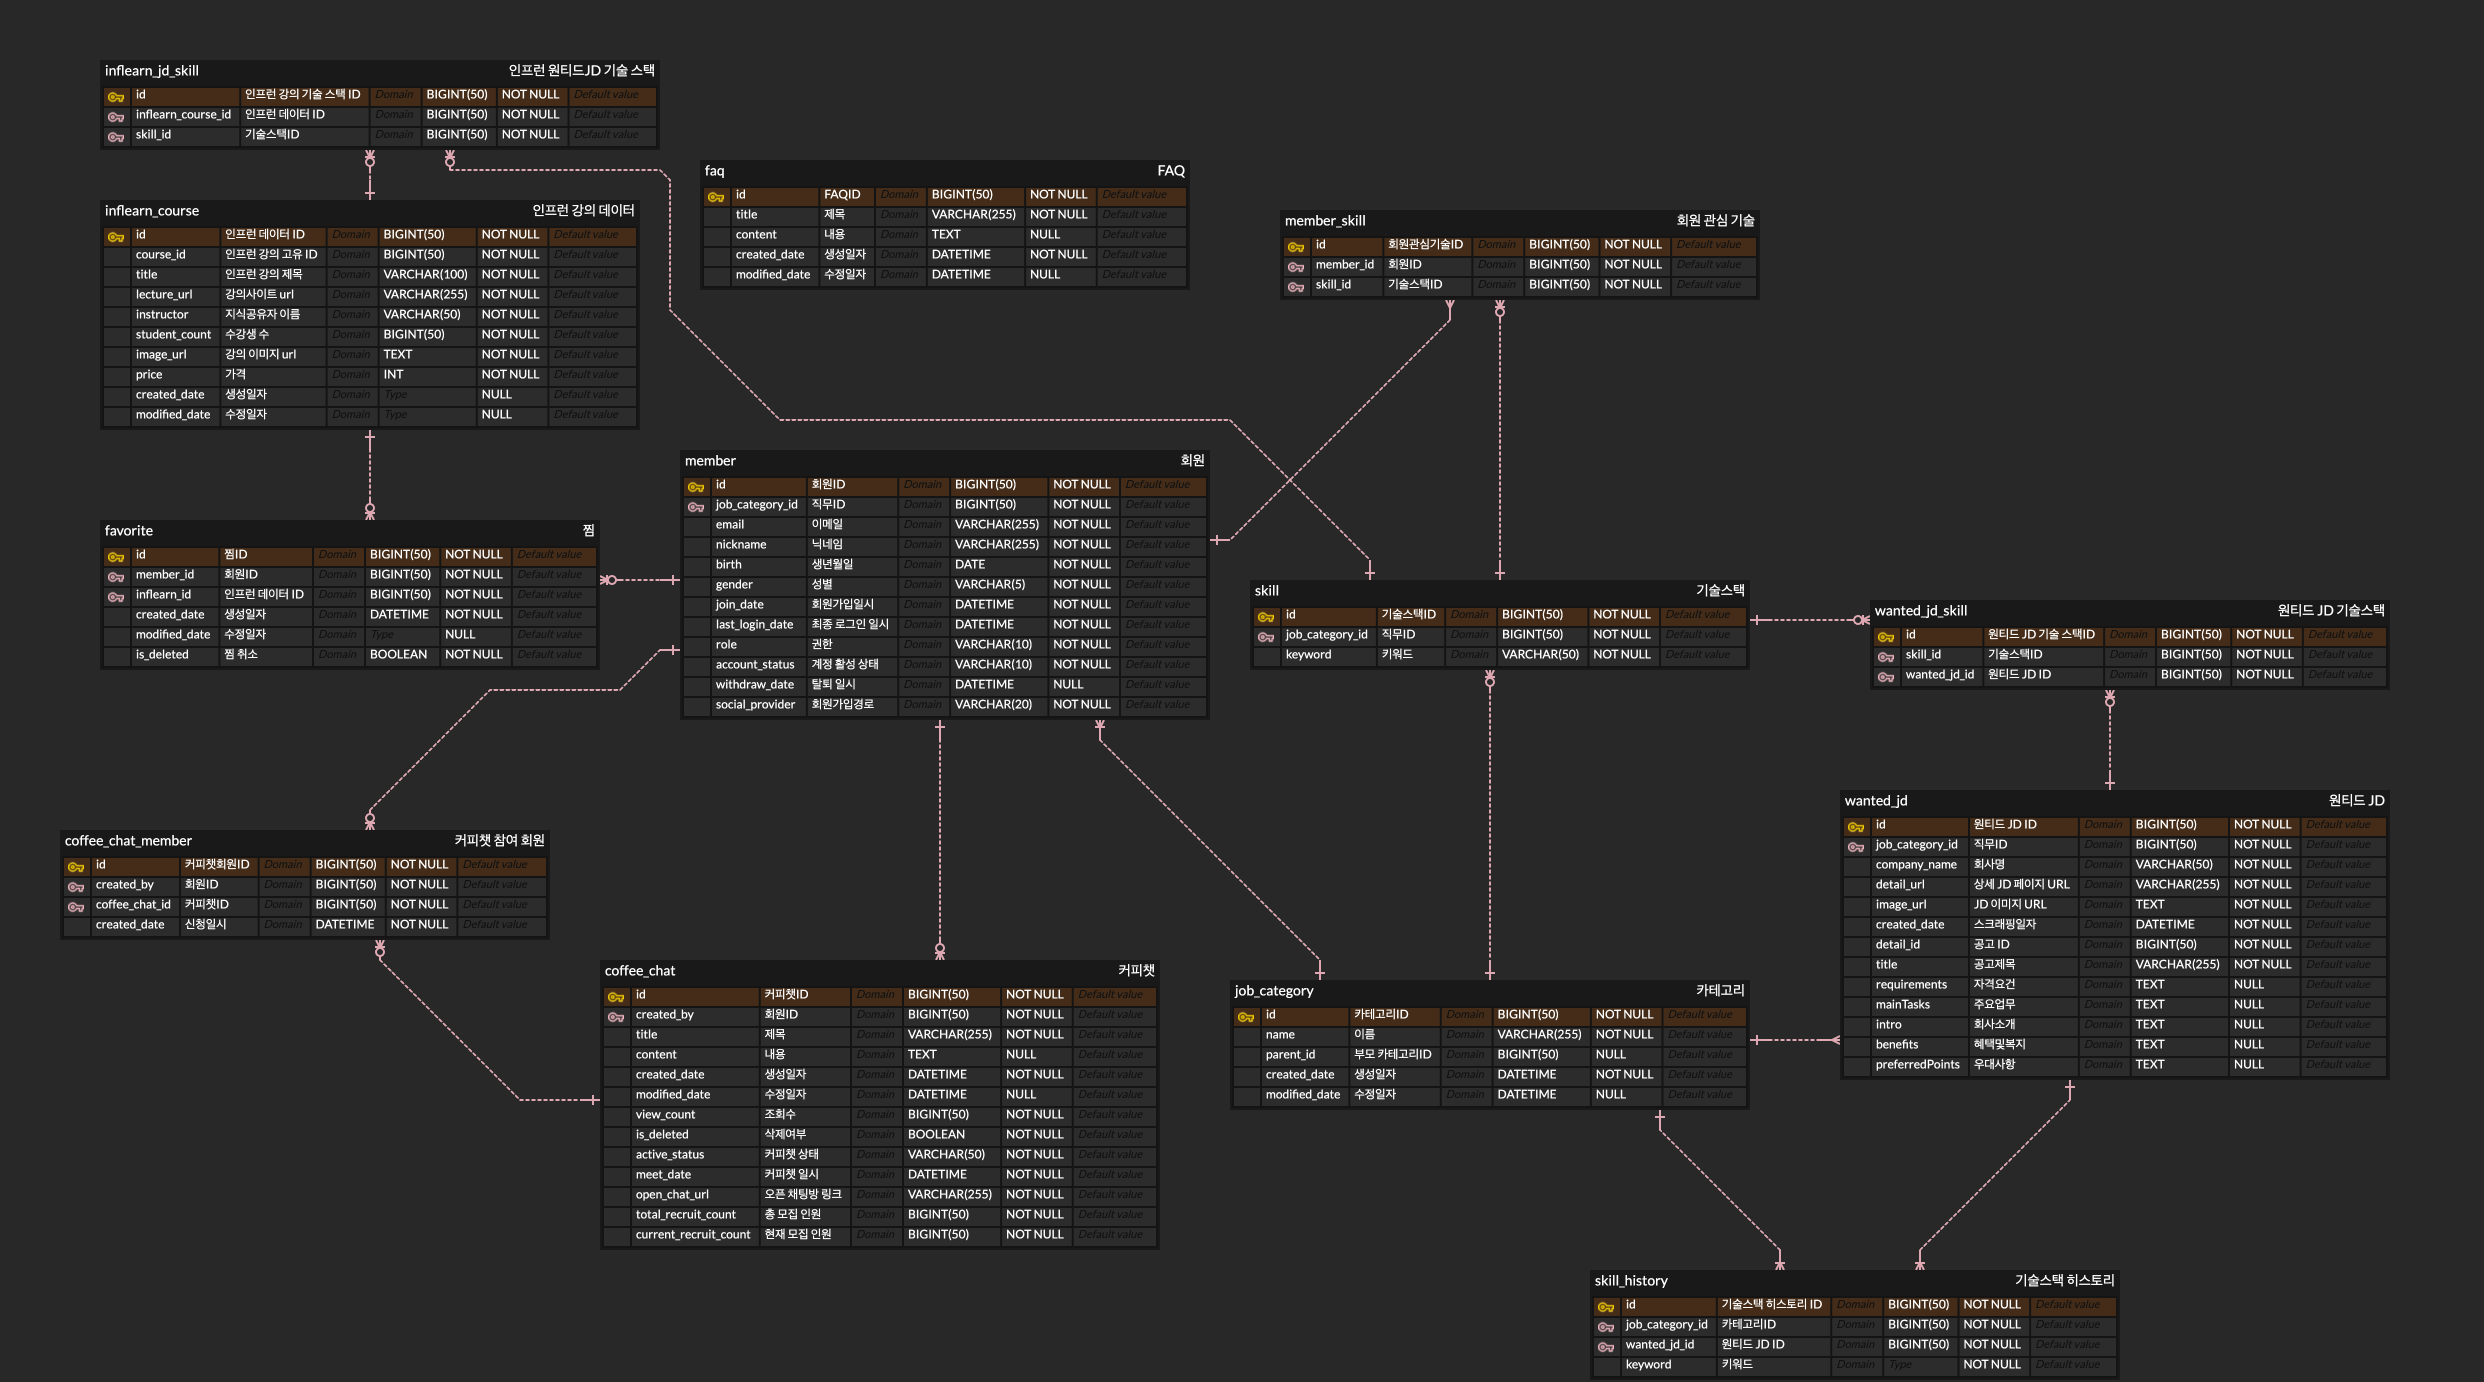 inflearn_jd_skill 인프런 원티드JD 기술 스택
id 인프런 강의 기술 스택 ID Domain BIGINT(50) NOT NULL Default value
inflearn_course_id 인프런 데이터 ID Domain BIGINT(50) NOT NULL Default value
skill_id 기술스택ID Domain BIGINT(50) NOT NULL Default value
faq FAQ
id FAQID Domain BIGINT(50) NOT NULL Default value
title 제목 Domain VARCHAR(255) NOT NULL Default value
content 내용 Domain TEXT NULL Default value
created_date 생성일자 Domain DATETIME NOT NULL Default value
modified_date 수정일자 Domain DATETIME NULL Default value
inflearn_course 인프런 강의 데이터
id 인프런 데이터 ID Domain BIGINT(50) NOT NULL Default value
course_id 인프런 강의 고유 ID Domain BIGINT(50) NOT NULL Default value
title 인프런 강의 제목 Domain VARCHAR(100) NOT NULL Default value
lecture_url 강의사이트 url Domain VARCHAR(255) NOT NULL Default value
instructor 지식공유자 이름 Domain VARCHAR(50) NOT NULL Default value
student_count 수강생 수 Domain BIGINT(50) NOT NULL Default value
image_url 강의 이미지 url Domain TEXT NOT NULL Default value
price 가격 Domain INT NOT NULL Default value
created_date 생성일자 Domain Type NULL Default value
modified_date 수정일자 Domain Type NULL Default value
member_skill 회원 관심 기술
id 회원관심기술ID Domain BIGINT(50) NOT NULL Default value
member_id 회원ID Domain BIGINT(50) NOT NULL Default value
skill_id 기술스택ID Domain BIGINT(50) NOT NULL Default value
member 회원
id 회원ID Domain BIGINT(50) NOT NULL Default value
job_category_id 직무ID Domain BIGINT(50) NOT NULL Default value
email 이메일 Domain VARCHAR(255) NOT NULL Default value
nickname 닉네임 Domain VARCHAR(255) NOT NULL Default value
birth 생년월일 Domain DATE NOT NULL Default value
gender 성별 Domain VARCHAR(5) NOT NULL Default value
join_date 회원가입일시 Domain DATETIME NOT NULL Default value
last_login_date 최종 로그인 일시 Domain DATETIME NOT NULL Default value
role 권한 Domain VARCHAR(10) NOT NULL Default value
account_status 계정 활성 상태 Domain VARCHAR(10) NOT NULL Default value
withdraw_date 탈퇴 일시 Domain DATETIME NULL Default value
social_provider 회원가입경로 Domain VARCHAR(20) NOT NULL Default value
favorite 찜
id 찜ID Domain BIGINT(50) NOT NULL Default value
member_id 회원ID Domain BIGINT(50) NOT NULL Default value
inflearn_id 인프런 데이터 ID Domain BIGINT(50) NOT NULL Default value
created_date 생성일자 Domain DATETIME NOT NULL Default value
modified_date 수정일자 Domain Type NULL Default value
is_deleted 찜 취소 Domain BOOLEAN NOT NULL Default value
skill 기술스택
id 기술스택ID Domain BIGINT(50) NOT NULL Default value
job_category_id 직무ID Domain BIGINT(50) NOT NULL Default value
keyword 키워드 Domain VARCHAR(50) NOT NULL Default value
wanted_jd_skill 원티드 JD 기술스택
id 원티드 JD 기술 스택ID Domain BIGINT(50) NOT NULL Default value
skill_id 기술스택ID Domain BIGINT(50) NOT NULL Default value
wanted_jd_id 원티드 JD ID Domain BIGINT(50) NOT NULL Default value
wanted_jd 원티드 JD
id 원티드 JD ID Domain BIGINT(50) NOT NULL Default value
job_category_id 직무ID Domain BIGINT(50) NOT NULL Default value
company_name 회사명 Domain VARCHAR(50) NOT NULL Default value
detail_url 상세 JD 페이지 URL Domain VARCHAR(255) NOT NULL Default value
image_url JD 이미지 URL Domain TEXT NOT NULL Default value
created_date 스크래핑일자 Domain DATETIME NOT NULL Default value
detail_id 공고 ID Domain BIGINT(50) NOT NULL Default value
title 공고제목 Domain VARCHAR(255) NOT NULL Default value
requirements 자격요건 Domain TEXT NULL Default value
mainTasks 주요업무 Domain TEXT NULL Default value
intro 회사소개 Domain TEXT NULL Default value
benefits 혜택및복지 Domain TEXT NULL Default value
preferredPoints 우대사항 Domain TEXT NULL Default value
coffee_chat_member 커피챗 참여 회원
id 커피챗회원ID Domain BIGINT(50) NOT NULL Default value
created_by 회원ID Domain BIGINT(50) NOT NULL Default value
coffee_chat_id 커피챗ID Domain BIGINT(50) NOT NULL Default value
created_date 신청일시 Domain DATETIME NOT NULL Default value
coffee_chat 커피챗
id 커피챗ID Domain BIGINT(50) NOT NULL Default value
created_by 회원ID Domain BIGINT(50) NOT NULL Default value
title 제목 Domain VARCHAR(255) NOT NULL Default value
content 내용 Domain TEXT NULL Default value
created_date 생성일자 Domain DATETIME NOT NULL Default value
modified_date 수정일자 Domain DATETIME NULL Default value
view_count 조회수 Domain BIGINT(50) NOT NULL Default value
is_deleted 삭제여부 Domain BOOLEAN NOT NULL Default value
active_status 커피챗 상태 Domain VARCHAR(50) NOT NULL Default value
meet_date 커피챗 일시 Domain DATETIME NOT NULL Default value
open_chat_url 오픈 채팅방 링크 Domain VARCHAR(255) NOT NULL Default value
total_recruit_count 총 모집 인원 Domain BIGINT(50) NOT NULL Default value
current_recruit_count 현재 모집 인원 Domain BIGINT(50) NOT NULL Default value
job_category 카테고리
id 카테고리ID Domain BIGINT(50) NOT NULL Default value
name 이름 Domain VARCHAR(255) NOT NULL Default value
parent_id 부모 카테고리ID Domain BIGINT(50) NULL Default value
created_date 생성일자 Domain DATETIME NOT NULL Default value
modified_date 수정일자 Domain DATETIME NULL Default value
skill_history 기술스택 히스토리
id 기술스택 히스토리 ID Domain BIGINT(50) NOT NULL Default value
job_category_id 카테고리ID Domain BIGINT(50) NOT NULL Default value
wanted_jd_id 원티드 JD ID Domain BIGINT(50) NOT NULL Default value
keyword 키워드 Domain Type NOT NULL Default value